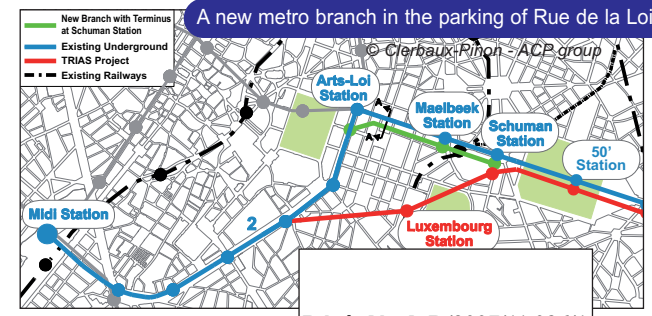 A new metro branch in the parking of Rue de la Loi
New Branch with Terminus
at Schuman Station
Existing Underground
TRIAS Project
Existing Railways
© Clerbaux-Pinon - ACP group
Arts-Loi
Station
A
A
Maelbeek
Station
Schuman
Station
50'
Station
Midi Station
2
Luxembourg
Station